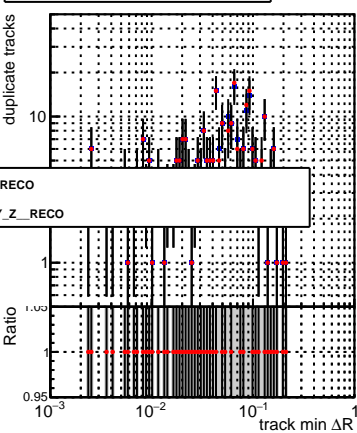 duplicate tracks
10
RECO
_Z__RECO
1
Ratio
1.05
1
0.95
10⁻³ 10⁻² 10⁻¹ 1
track min ΔR